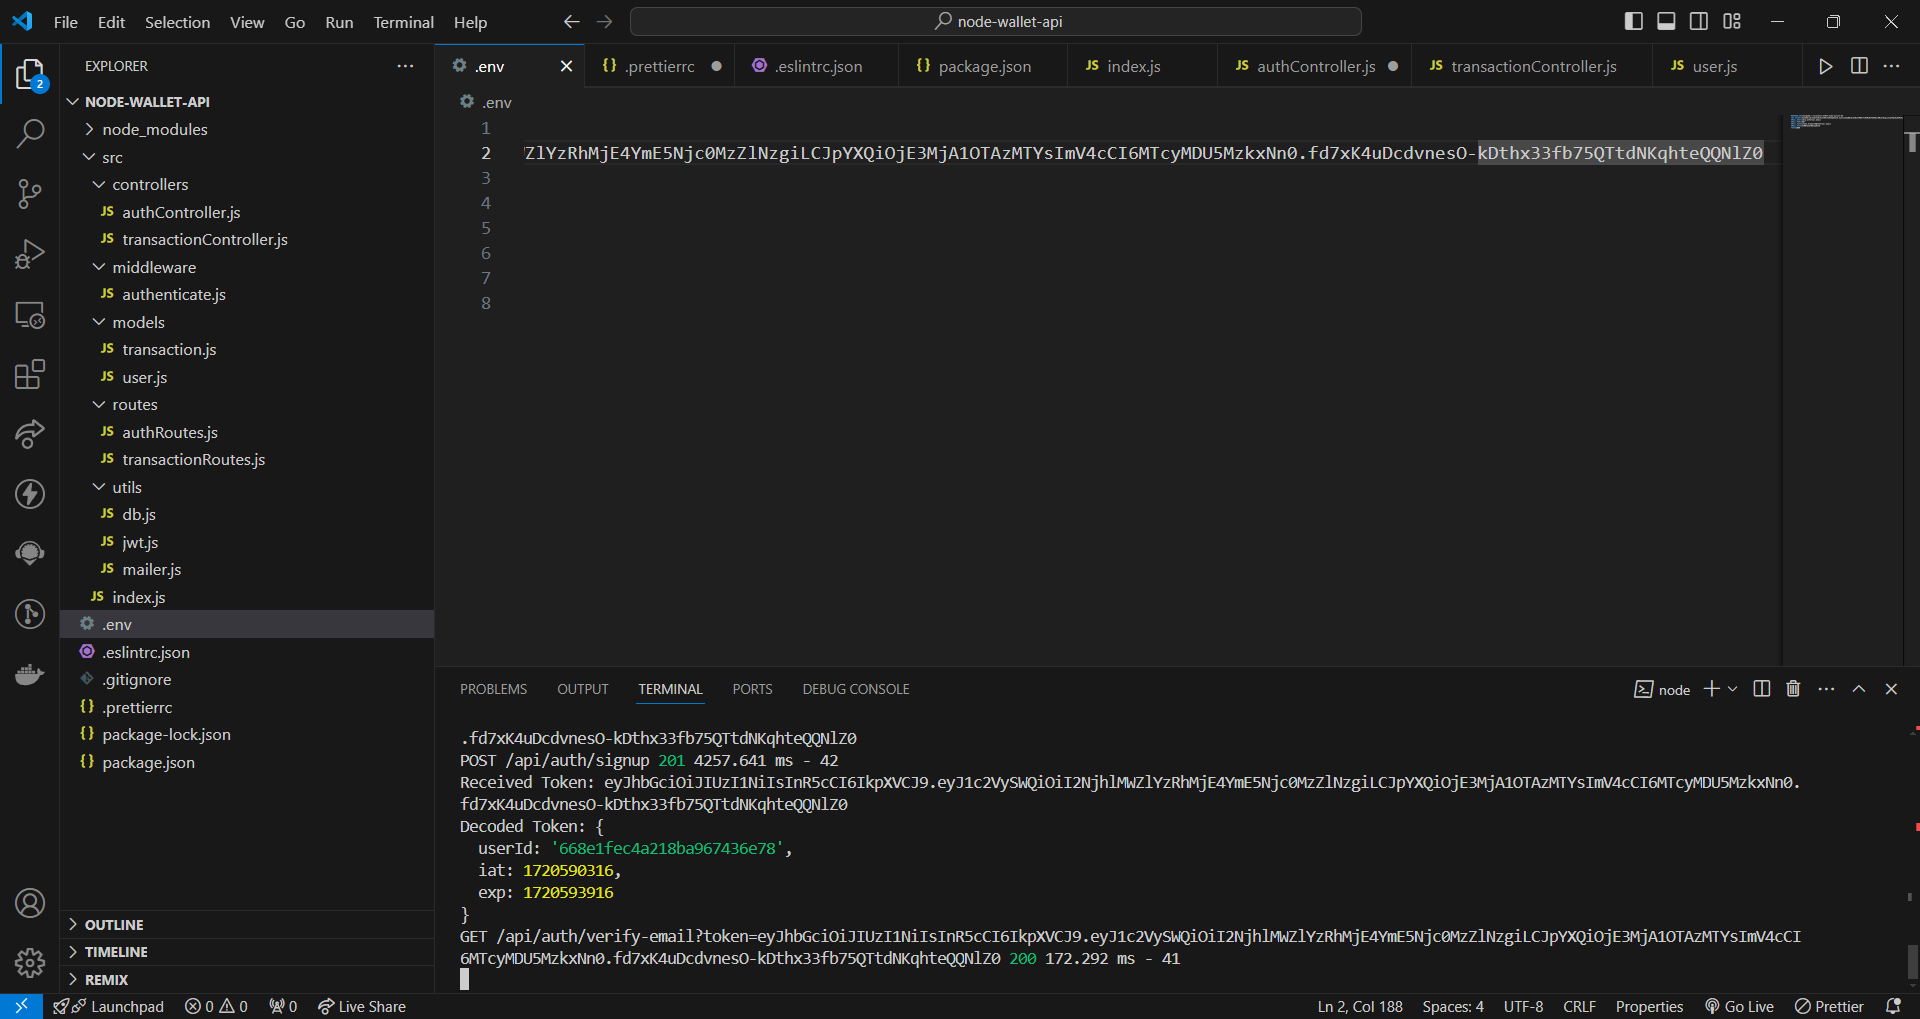 File Edit Selection View Go Run Terminal Help
node-wallet-api
EXPLORER
2
NODE-WALLET-API
node_modules
src
controllers
JS authController.js
JS transactionController.js
middleware
JS authenticate.js
models
JS transaction.js
JS user.js
routes
JS authRoutes.js
JS transactionRoutes.js
utils
JS db.js
JS jwt.js
JS mailer.js
JS index.js
.env
.eslintrc.json
.gitignore
{} .prettierrc
{} package-lock.json
{} package.json
OUTLINE
TIMELINE
REMIX
.env {} .prettierrc .eslintrc.json {} package.json JS index.js JS authController.js JS transactionController.js JS user.js
.env
1
2 ZlYzRhMjE4YmE5Njc0MzZlNzgiLCJpYXQiOjE3MjA1OTAzMTYsImV4cCI6MTcyMDU5MzkxNn0.fd7xK4uDcdvnesO-kDthx33fb75QTtdNKqhteQQNlZ0
3
4
5
6
7
8
PROBLEMS OUTPUT TERMINAL PORTS DEBUG CONSOLE
node
.fd7xK4uDcdvnesO-kDthx33fb75QTtdNKqhteQQNlZ0
POST /api/auth/signup 201 4257.641 ms - 42
Received Token: eyJhbGciOiJIUzI1NiIsInR5cCI6IkpXVCJ9.eyJ1c2VySWQiOiI2NjhlMWZlYzRhMjE4YmE5Njc0MzZlNzgiLCJpYXQiOjE3MjA1OTAzMTYsImV4cCI6MTcyMDU5MzkxNn0.
fd7xK4uDcdvnesO-kDthx33fb75QTtdNKqhteQQNlZ0
Decoded Token: {
userId: '668e1fec4a218ba967436e78',
iat: 1720590316,
exp: 1720593916
}
GET /api/auth/verify-email?token=eyJhbGciOiJIUzI1NiIsInR5cCI6IkpXVCJ9.eyJ1c2VySWQiOiI2NjhlMWZlYzRhMjE4YmE5Njc0MzZlNzgiLCJpYXQiOjE3MjA1OTAzMTYsImV4cCI
6MTcyMDU5MzkxNn0.fd7xK4uDcdvnesO-kDthx33fb75QTtdNKqhteQQNlZ0 200 172.292 ms - 41
Launchpad 0 0 0 Live Share Ln 2, Col 188 Spaces: 4 UTF-8 CRLF Properties Go Live Prettier